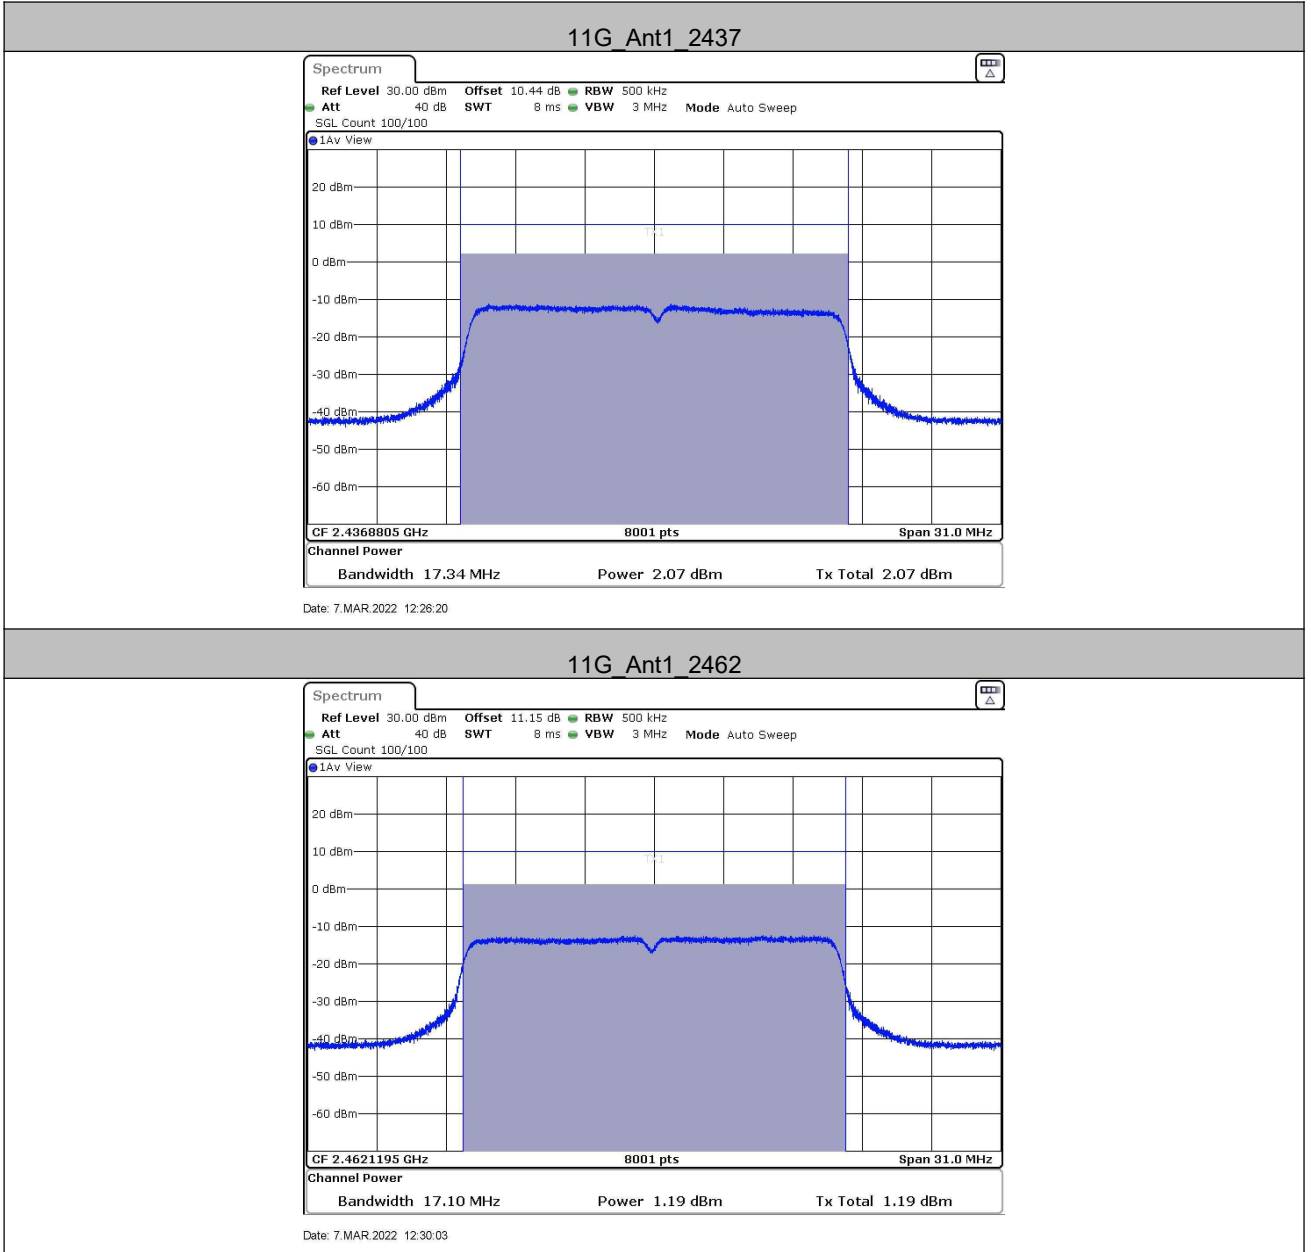 11G_Ant1_2437
Spectrum
Ref Level 30.00 dBm Offset 10.44 dB RBW 500 kHz
Att 40 dB SWT 8 ms VBW 3 MHz Mode Auto Sweep
SGL Count 100/100
1Av View
20 dBm
10 dBm
TX1
0 dBm
-10 dBm
-20 dBm
-30 dBm
-40 dBm
-50 dBm
-60 dBm
CF 2.4368805 GHz 8001 pts Span 31.0 MHz
Channel Power
Bandwidth 17.34 MHz Power 2.07 dBm Tx Total 2.07 dBm
Date: 7.MAR.2022 12:26:20
11G_Ant1_2462
Spectrum
Ref Level 30.00 dBm Offset 11.15 dB RBW 500 kHz
Att 40 dB SWT 8 ms VBW 3 MHz Mode Auto Sweep
SGL Count 100/100
1Av View
20 dBm
10 dBm
TX1
0 dBm
-10 dBm
-20 dBm
-30 dBm
-40 dBm
-50 dBm
-60 dBm
CF 2.4621195 GHz 8001 pts Span 31.0 MHz
Channel Power
Bandwidth 17.10 MHz Power 1.19 dBm Tx Total 1.19 dBm
Date: 7.MAR.2022 12:30:03